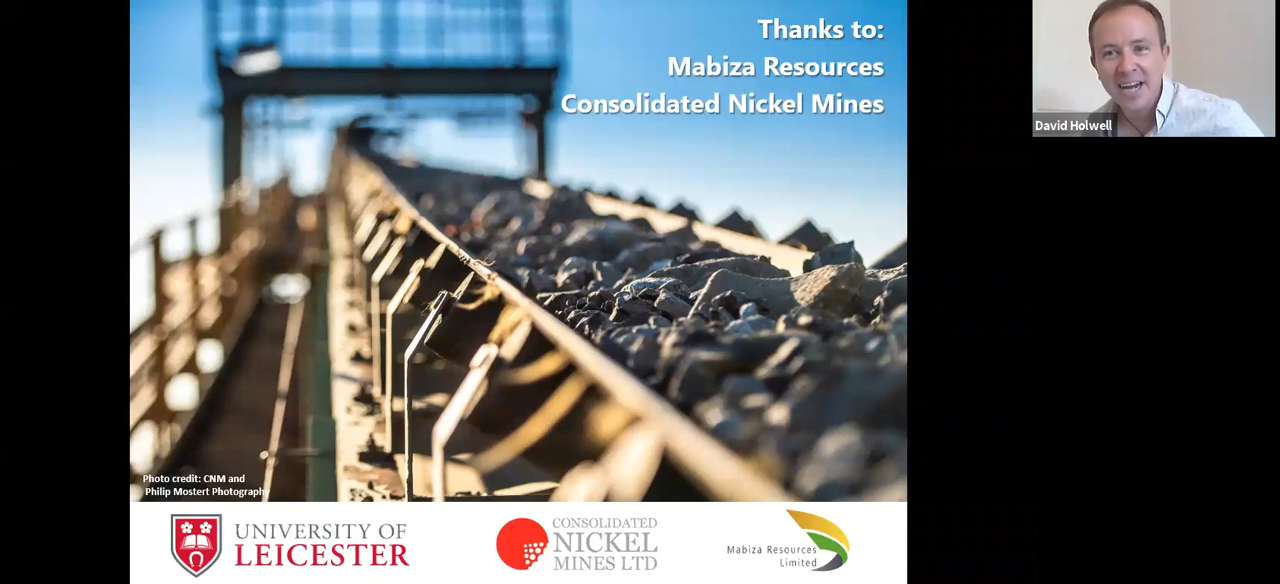 Thanks to:
Mabiza Resources
Consolidated Nickel Mines
David Holwell
Photo credit: CNM and
Philip Mostert Photography
UNIVERSITY OF
LEICESTER
CONSOLIDATED
NICKEL
MINES LTD
Mabiza Resources
Limited